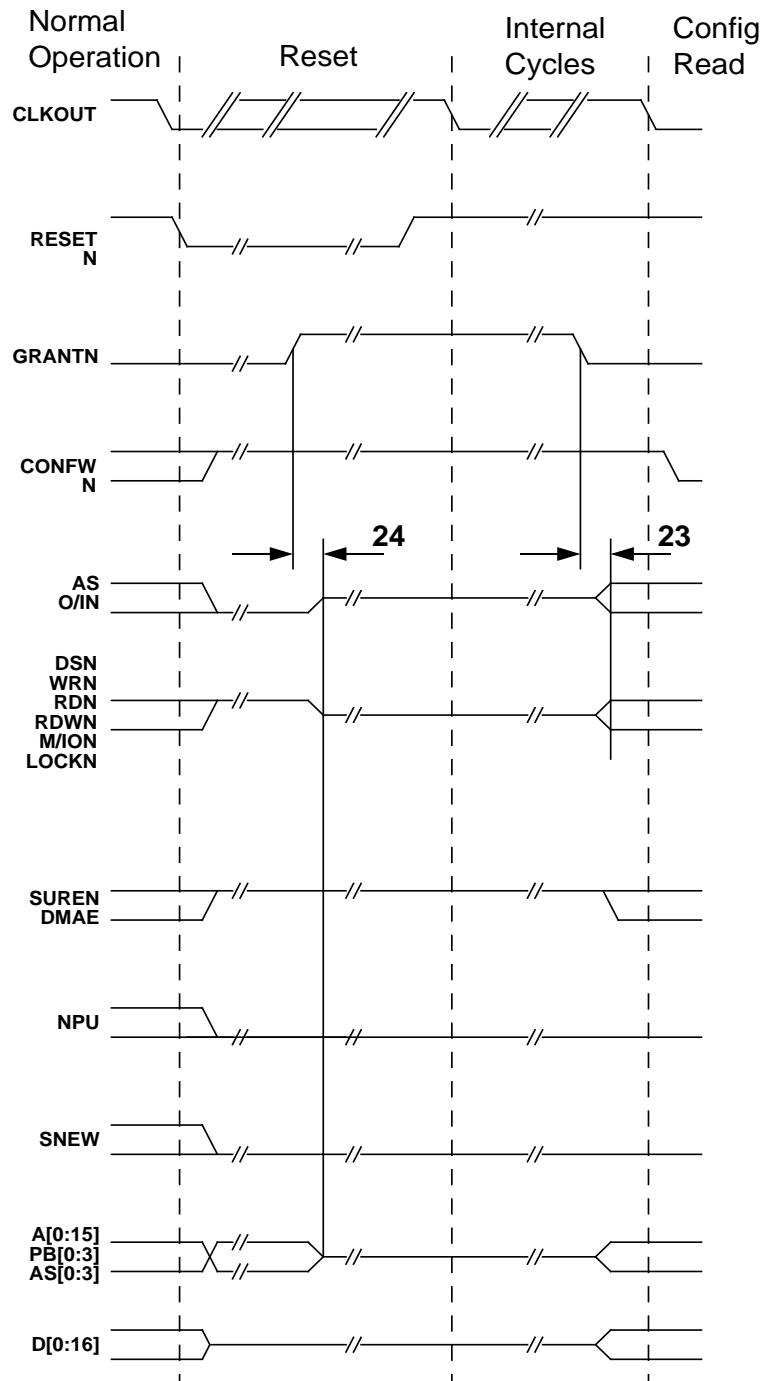 Normal
Operation
Reset
Internal
Cycles
Config
Read
CLKOUT
RESET
N
GRANTN
CONFW
N
24
23
AS
O/IN
DSN
WRN
RDN
RDWN
M/ION
LOCKN
SUREN
DMAE
NPU
SNEW
A[0:15]
PB[0:3]
AS[0:3]
D[0:16]